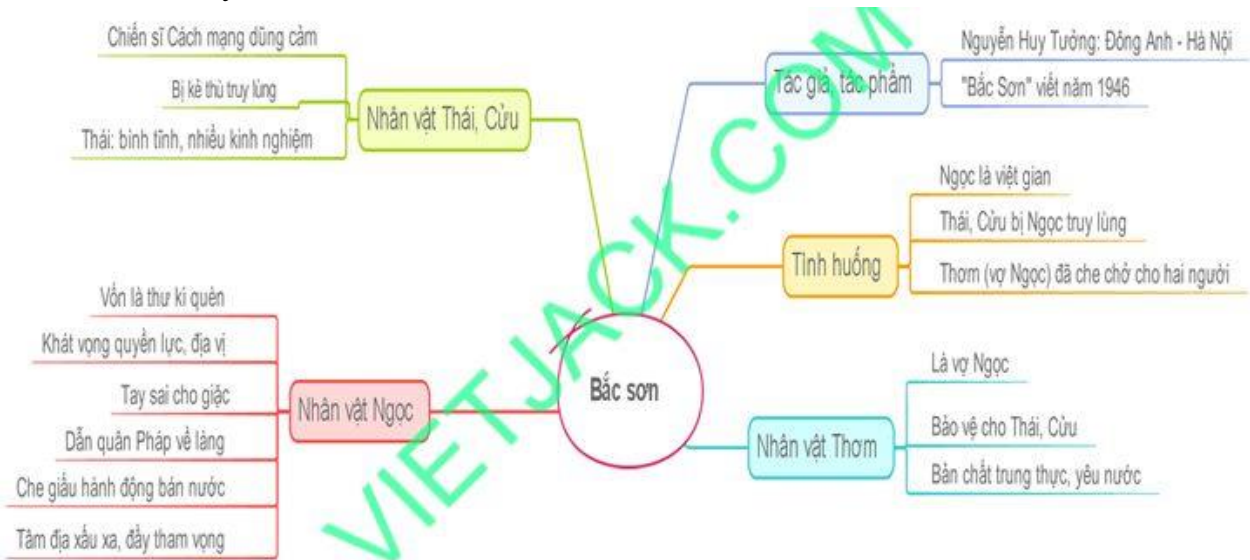 Chiến sĩ Cách mạng dũng cảm
Bị kẻ thù truy lùng
Thái: bình tĩnh, nhiều kinh nghiệm
Nhân vật Thái, Cửu
Tác giả, tác phẩm
Nguyễn Huy Tưởng: Đông Anh - Hà Nội
"Bắc Sơn" viết năm 1946
Tình huống
Ngọc là việt gian
Thái, Cửu bị Ngọc truy lùng
Thơm (vợ Ngọc) đã che chở cho hai người
Bắc sơn
Vốn là thư kí quèn
Khát vọng quyền lực, địa vị
Tay sai cho giặc
Dẫn quân Pháp về làng
Che giấu hành động bán nước
Tâm địa xấu xa, đầy tham vọng
Nhân vật Ngọc
Nhân vật Thơm
Là vợ Ngọc
Bảo vệ cho Thái, Cửu
Bản chất trung thực, yêu nước
VIETJACK.COM